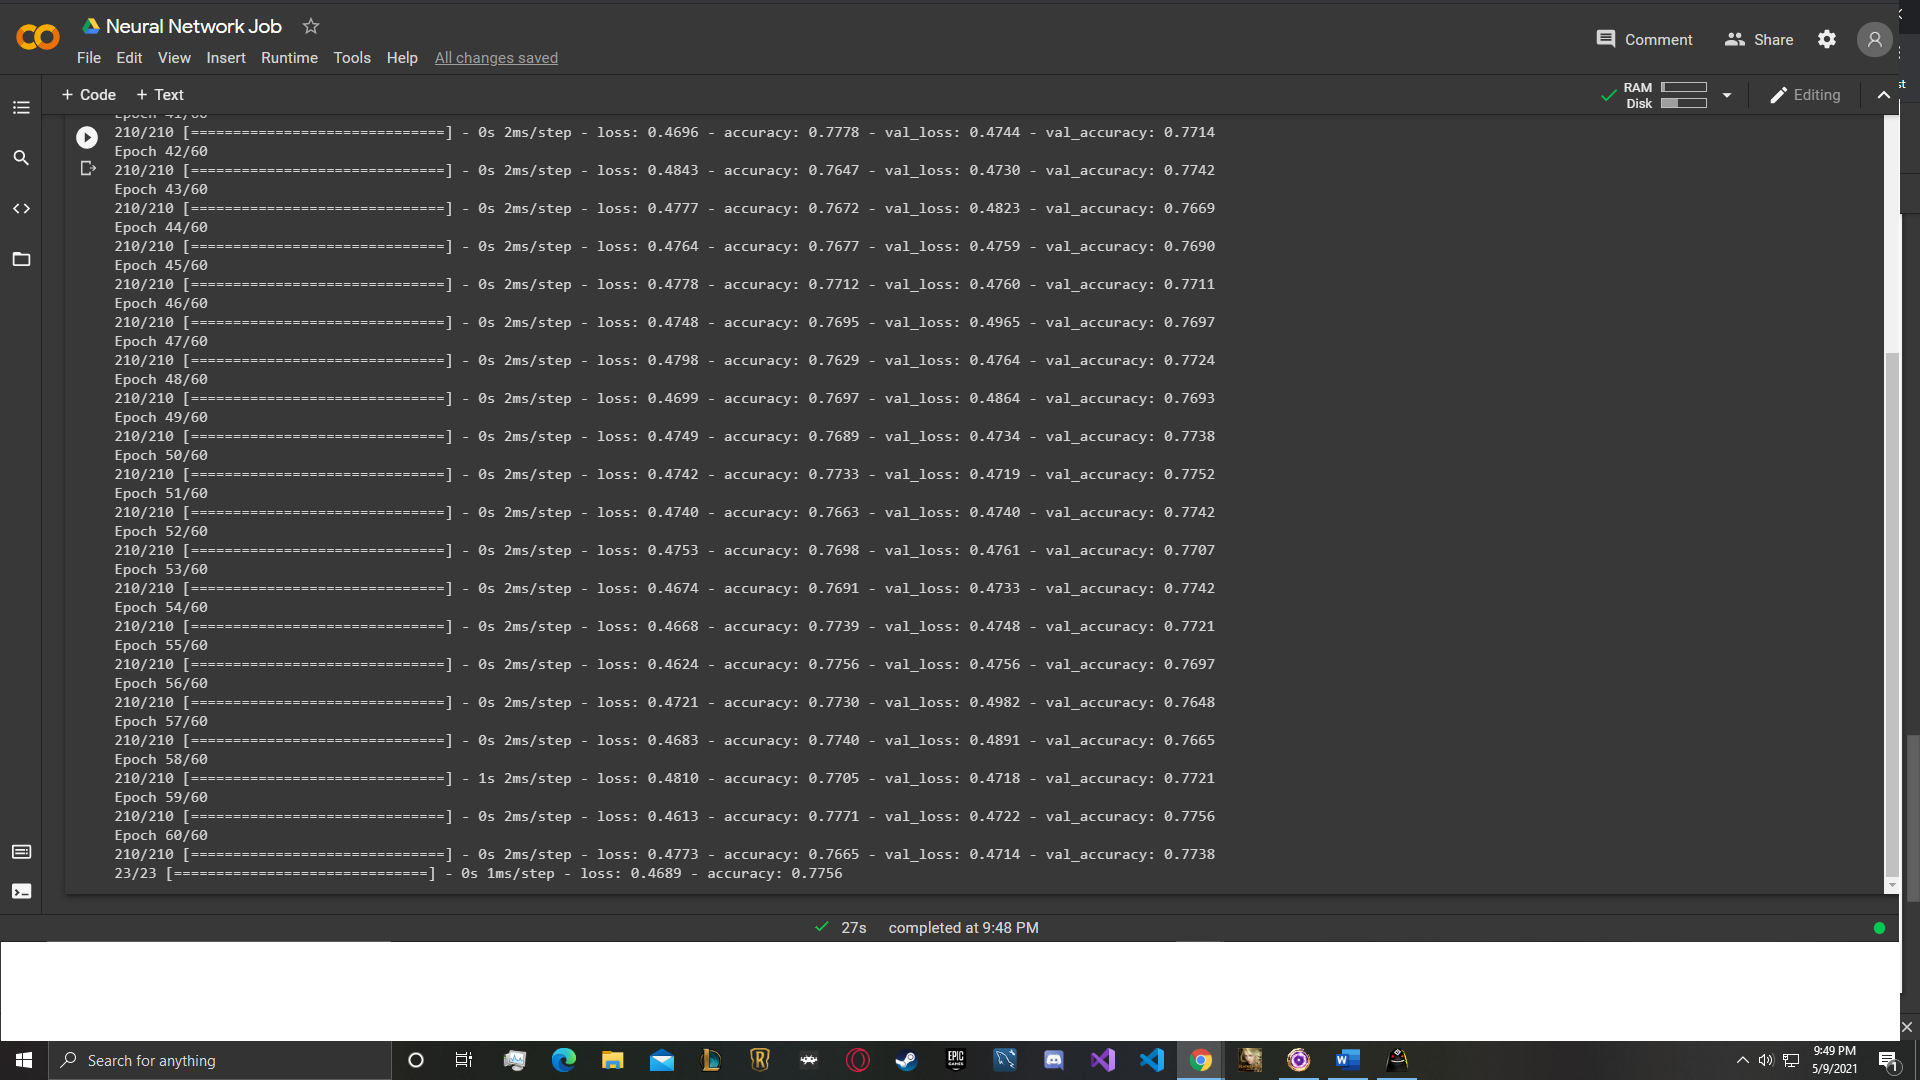 Neural Network Job
Comment
Share
File Edit View Insert Runtime Tools Help All changes saved
+ Code + Text
RAM
Disk
Editing
Epoch 41/60
210/210 [==============================] - 0s 2ms/step - loss: 0.4696 - accuracy: 0.7778 - val_loss: 0.4744 - val_accuracy: 0.7714
Epoch 42/60
210/210 [==============================] - 0s 2ms/step - loss: 0.4843 - accuracy: 0.7647 - val_loss: 0.4730 - val_accuracy: 0.7742
Epoch 43/60
210/210 [==============================] - 0s 2ms/step - loss: 0.4777 - accuracy: 0.7672 - val_loss: 0.4823 - val_accuracy: 0.7669
Epoch 44/60
210/210 [==============================] - 0s 2ms/step - loss: 0.4764 - accuracy: 0.7677 - val_loss: 0.4759 - val_accuracy: 0.7690
Epoch 45/60
210/210 [==============================] - 0s 2ms/step - loss: 0.4778 - accuracy: 0.7712 - val_loss: 0.4760 - val_accuracy: 0.7711
Epoch 46/60
210/210 [==============================] - 0s 2ms/step - loss: 0.4748 - accuracy: 0.7695 - val_loss: 0.4965 - val_accuracy: 0.7697
Epoch 47/60
210/210 [==============================] - 0s 2ms/step - loss: 0.4798 - accuracy: 0.7629 - val_loss: 0.4764 - val_accuracy: 0.7724
Epoch 48/60
210/210 [==============================] - 0s 2ms/step - loss: 0.4699 - accuracy: 0.7697 - val_loss: 0.4864 - val_accuracy: 0.7693
Epoch 49/60
210/210 [==============================] - 0s 2ms/step - loss: 0.4749 - accuracy: 0.7689 - val_loss: 0.4734 - val_accuracy: 0.7738
Epoch 50/60
210/210 [==============================] - 0s 2ms/step - loss: 0.4742 - accuracy: 0.7733 - val_loss: 0.4719 - val_accuracy: 0.7752
Epoch 51/60
210/210 [==============================] - 0s 2ms/step - loss: 0.4740 - accuracy: 0.7663 - val_loss: 0.4740 - val_accuracy: 0.7742
Epoch 52/60
210/210 [==============================] - 0s 2ms/step - loss: 0.4753 - accuracy: 0.7698 - val_loss: 0.4761 - val_accuracy: 0.7707
Epoch 53/60
210/210 [==============================] - 0s 2ms/step - loss: 0.4674 - accuracy: 0.7691 - val_loss: 0.4733 - val_accuracy: 0.7742
Epoch 54/60
210/210 [==============================] - 0s 2ms/step - loss: 0.4668 - accuracy: 0.7739 - val_loss: 0.4748 - val_accuracy: 0.7721
Epoch 55/60
210/210 [==============================] - 0s 2ms/step - loss: 0.4624 - accuracy: 0.7756 - val_loss: 0.4756 - val_accuracy: 0.7697
Epoch 56/60
210/210 [==============================] - 0s 2ms/step - loss: 0.4721 - accuracy: 0.7730 - val_loss: 0.4982 - val_accuracy: 0.7648
Epoch 57/60
210/210 [==============================] - 0s 2ms/step - loss: 0.4683 - accuracy: 0.7740 - val_loss: 0.4891 - val_accuracy: 0.7665
Epoch 58/60
210/210 [==============================] - 1s 2ms/step - loss: 0.4810 - accuracy: 0.7705 - val_loss: 0.4718 - val_accuracy: 0.7721
Epoch 59/60
210/210 [==============================] - 0s 2ms/step - loss: 0.4613 - accuracy: 0.7771 - val_loss: 0.4722 - val_accuracy: 0.7756
Epoch 60/60
210/210 [==============================] - 0s 2ms/step - loss: 0.4773 - accuracy: 0.7665 - val_loss: 0.4714 - val_accuracy: 0.7738
23/23 [==============================] - 0s 1ms/step - loss: 0.4689 - accuracy: 0.7756
27s completed at 9:48 PM
Search for anything
EPIC
GAMES
9:49 PM
5/9/2021
1